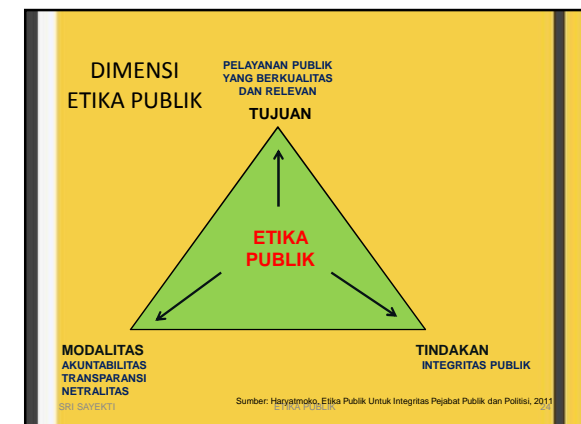 DIMENSI
ETIKA PUBLIK
PELAYANAN PUBLIK
YANG BERKUALITAS
DAN RELEVAN
TUJUAN
ETIKA
PUBLIK
MODALITAS
AKUNTABILITAS
TRANSPARANSI
NETRALITAS
TINDAKAN
INTEGRITAS PUBLIK
Sumber: Haryatmoko, Etika Publik Untuk Integritas Pejabat Publik dan Politisi, 2011
SRI SAYEKTI
ETIKA PUBLIK
24